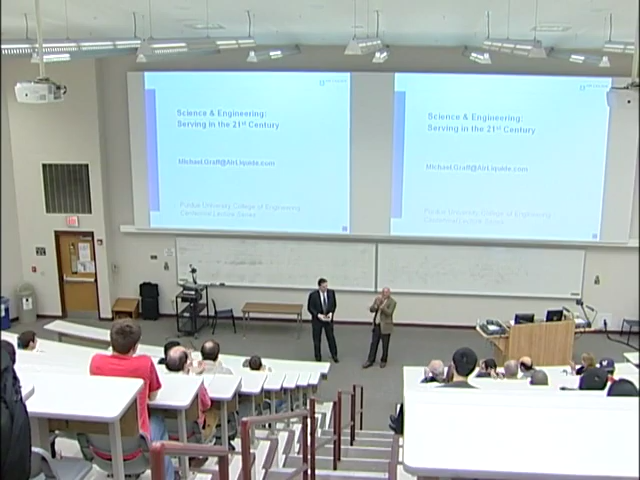 Science & Engineering:
Serving in the 21st Century
Michael.Graff@AirLiquide.com
Purdue University College of Engineering
Centennial Lecture Series
Science & Engineering:
Serving in the 21st Century
Michael.Graff@AirLiquide.com
Purdue University College of Engineering
Centennial Lecture Series